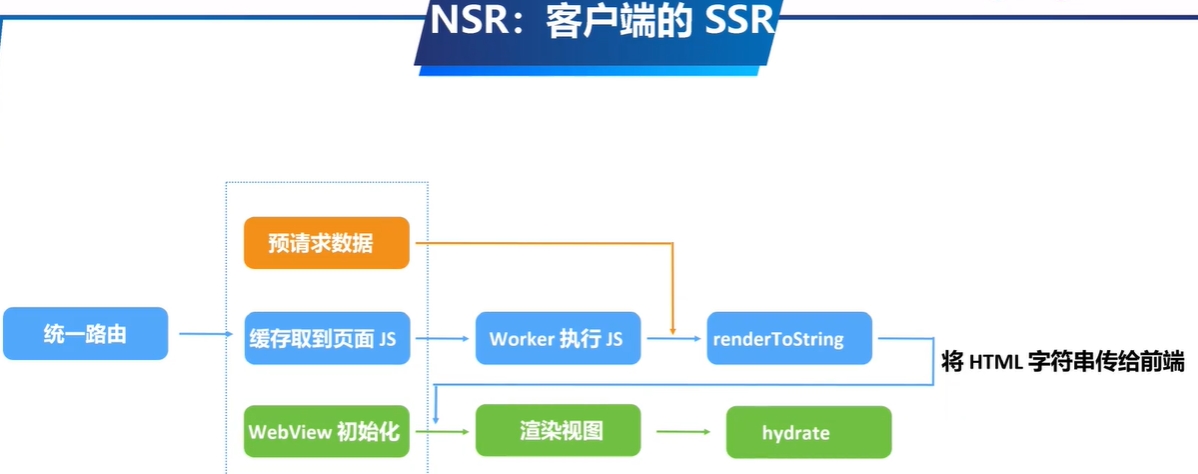 NSR：客户端的 SSR
预请求数据
统一路由
缓存取到页面 JS
Worker 执行 JS
renderToString
将 HTML 字符串传给前端
WebView 初始化
渲染视图
hydrate